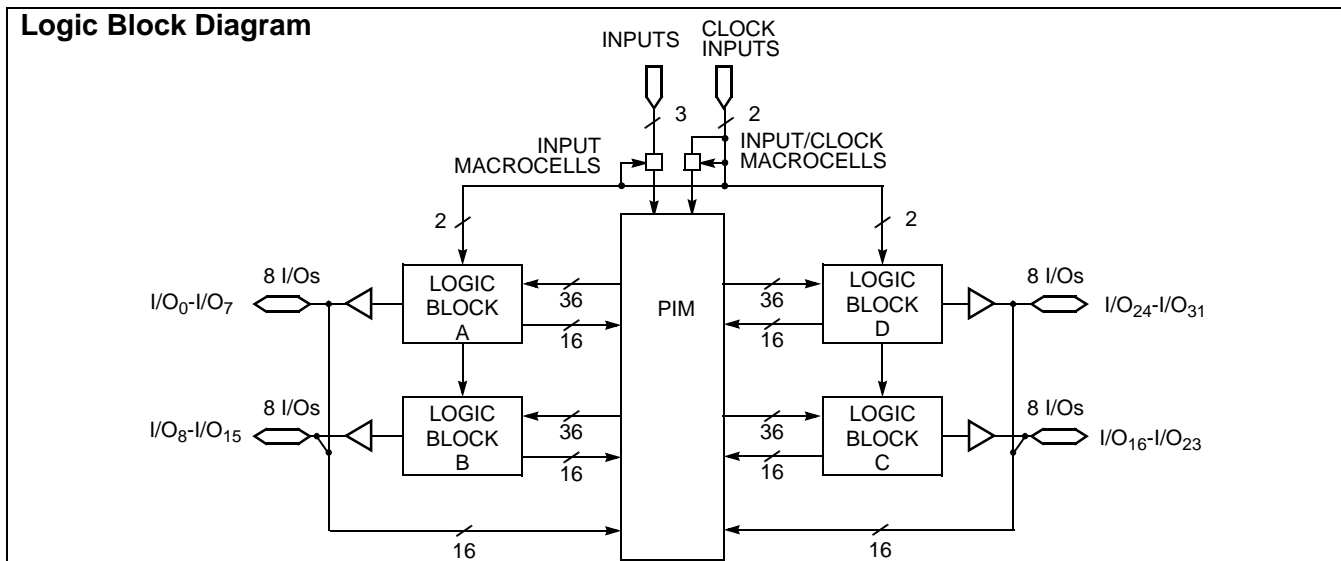 Logic Block Diagram
INPUTS
CLOCK
INPUTS
3
2
INPUT
MACROCELLS
INPUT/CLOCK
MACROCELLS
2
2
8 I/Os
I/O0-I/O7
LOGIC
BLOCK
A
36
16
PIM
36
16
LOGIC
BLOCK
D
8 I/Os
I/O24-I/O31
8 I/Os
I/O8-I/O15
LOGIC
BLOCK
B
36
16
36
16
LOGIC
BLOCK
C
8 I/Os
I/O16-I/O23
16
16